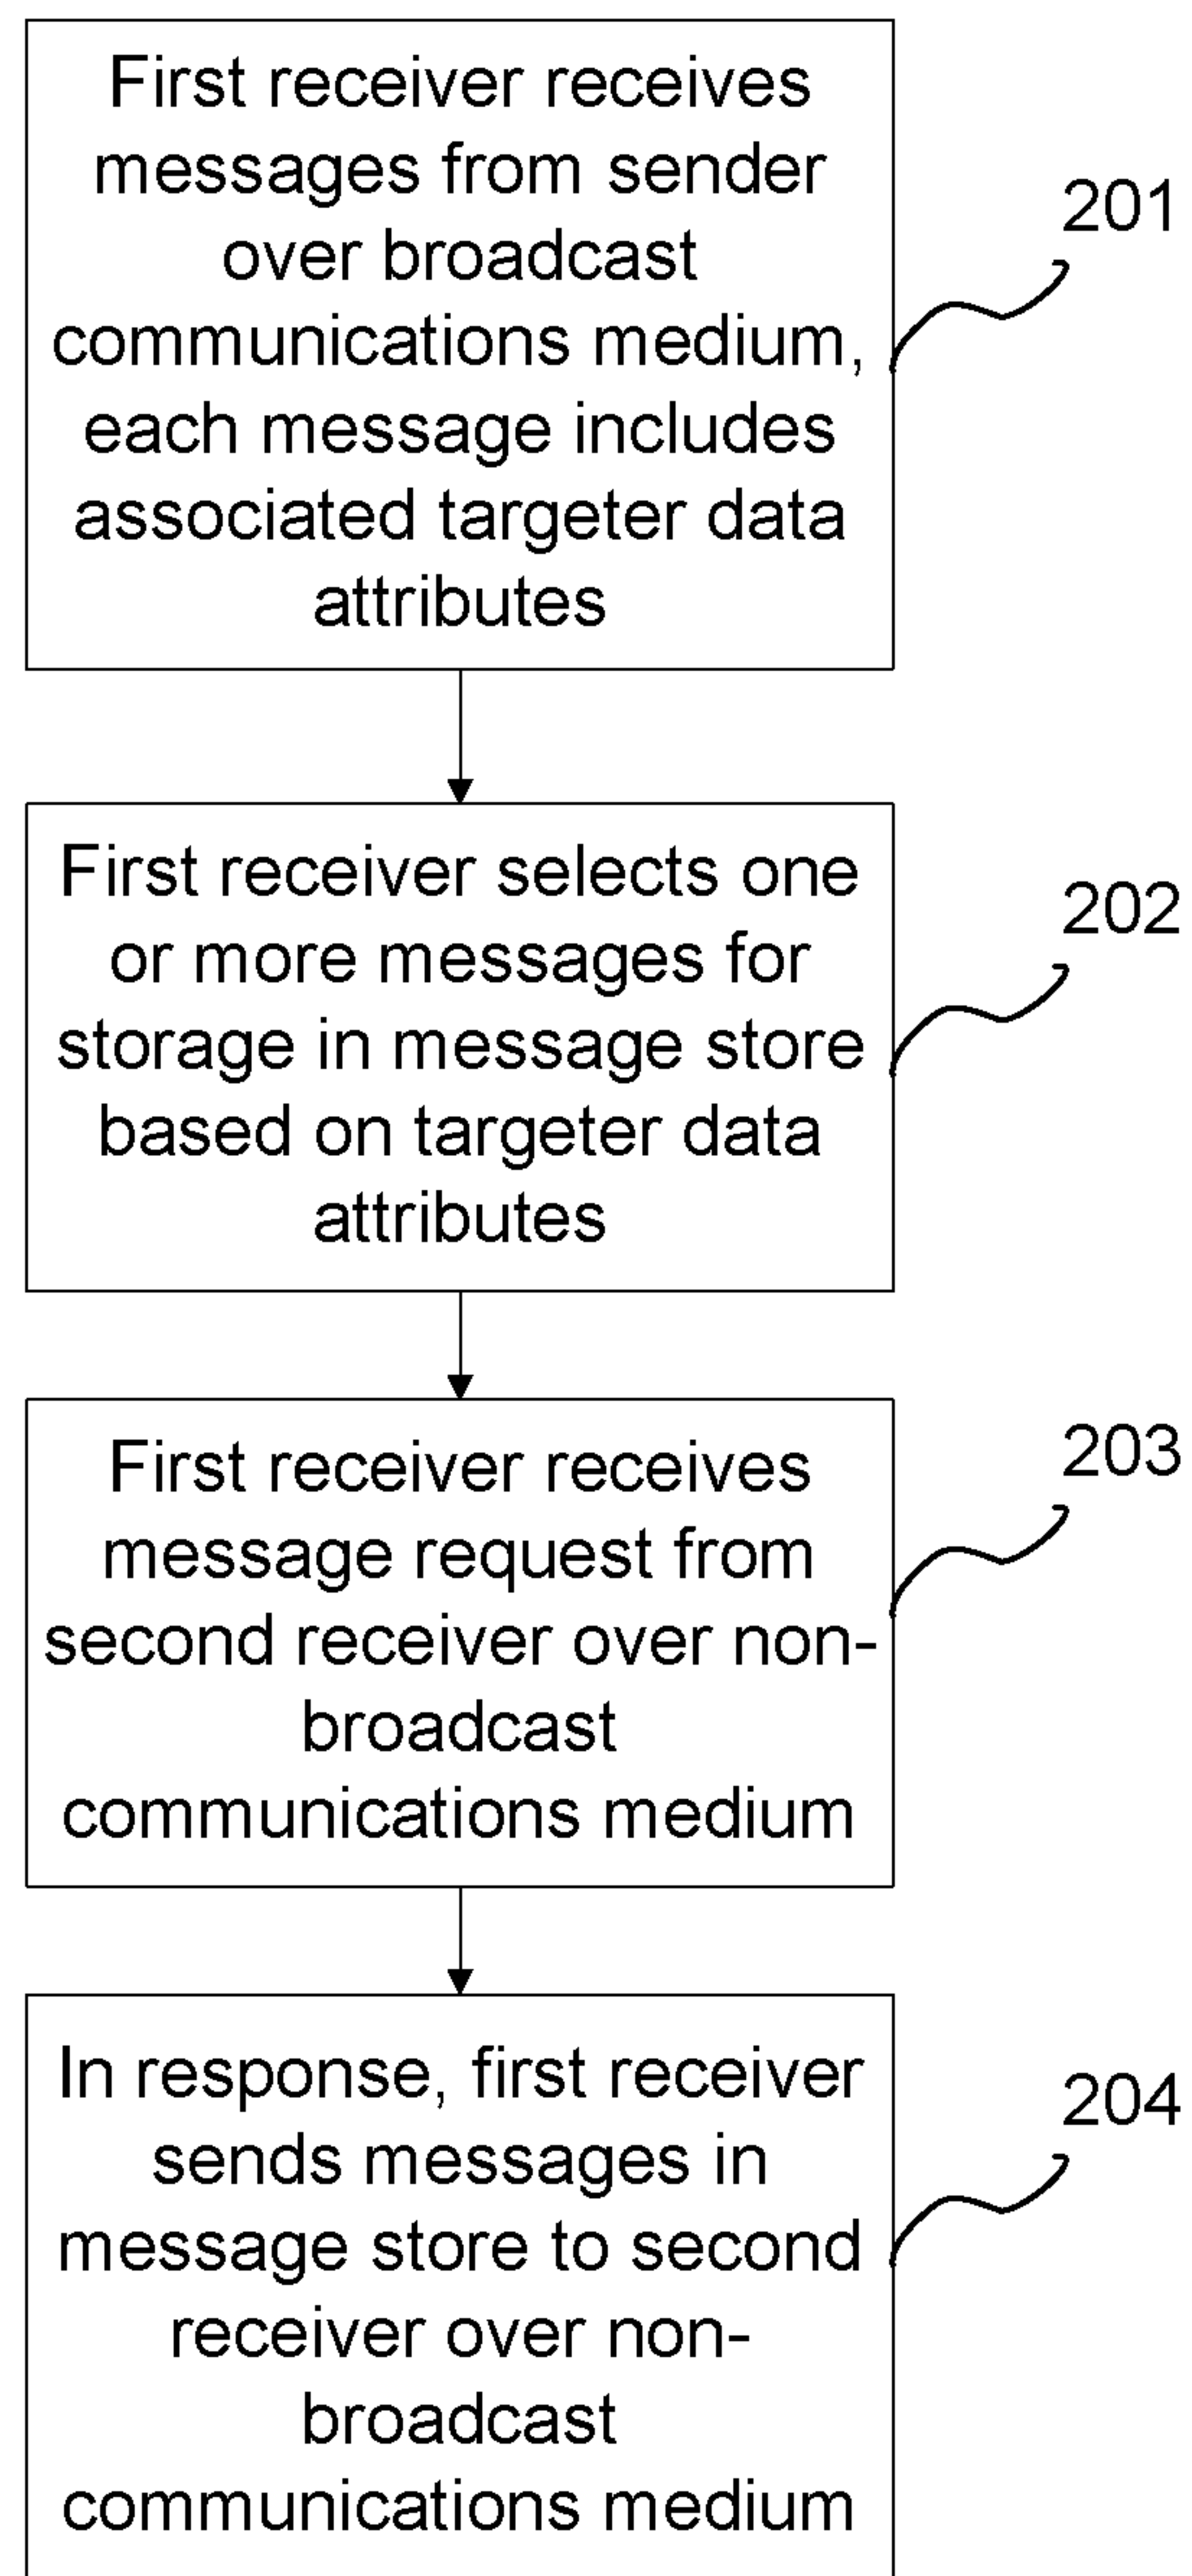 First receiver receives
messages from sender
over broadcast
communications medium,
each message includes
associated targeter data
attributes
201
First receiver selects one
or more messages for
storage in message store
based on targeter data
attributes
202
First receiver receives
message request from
second receiver over non-
broadcast
communications medium
203
In response, first receiver
sends messages in
message store to second
receiver over non-
broadcast
communications medium
204